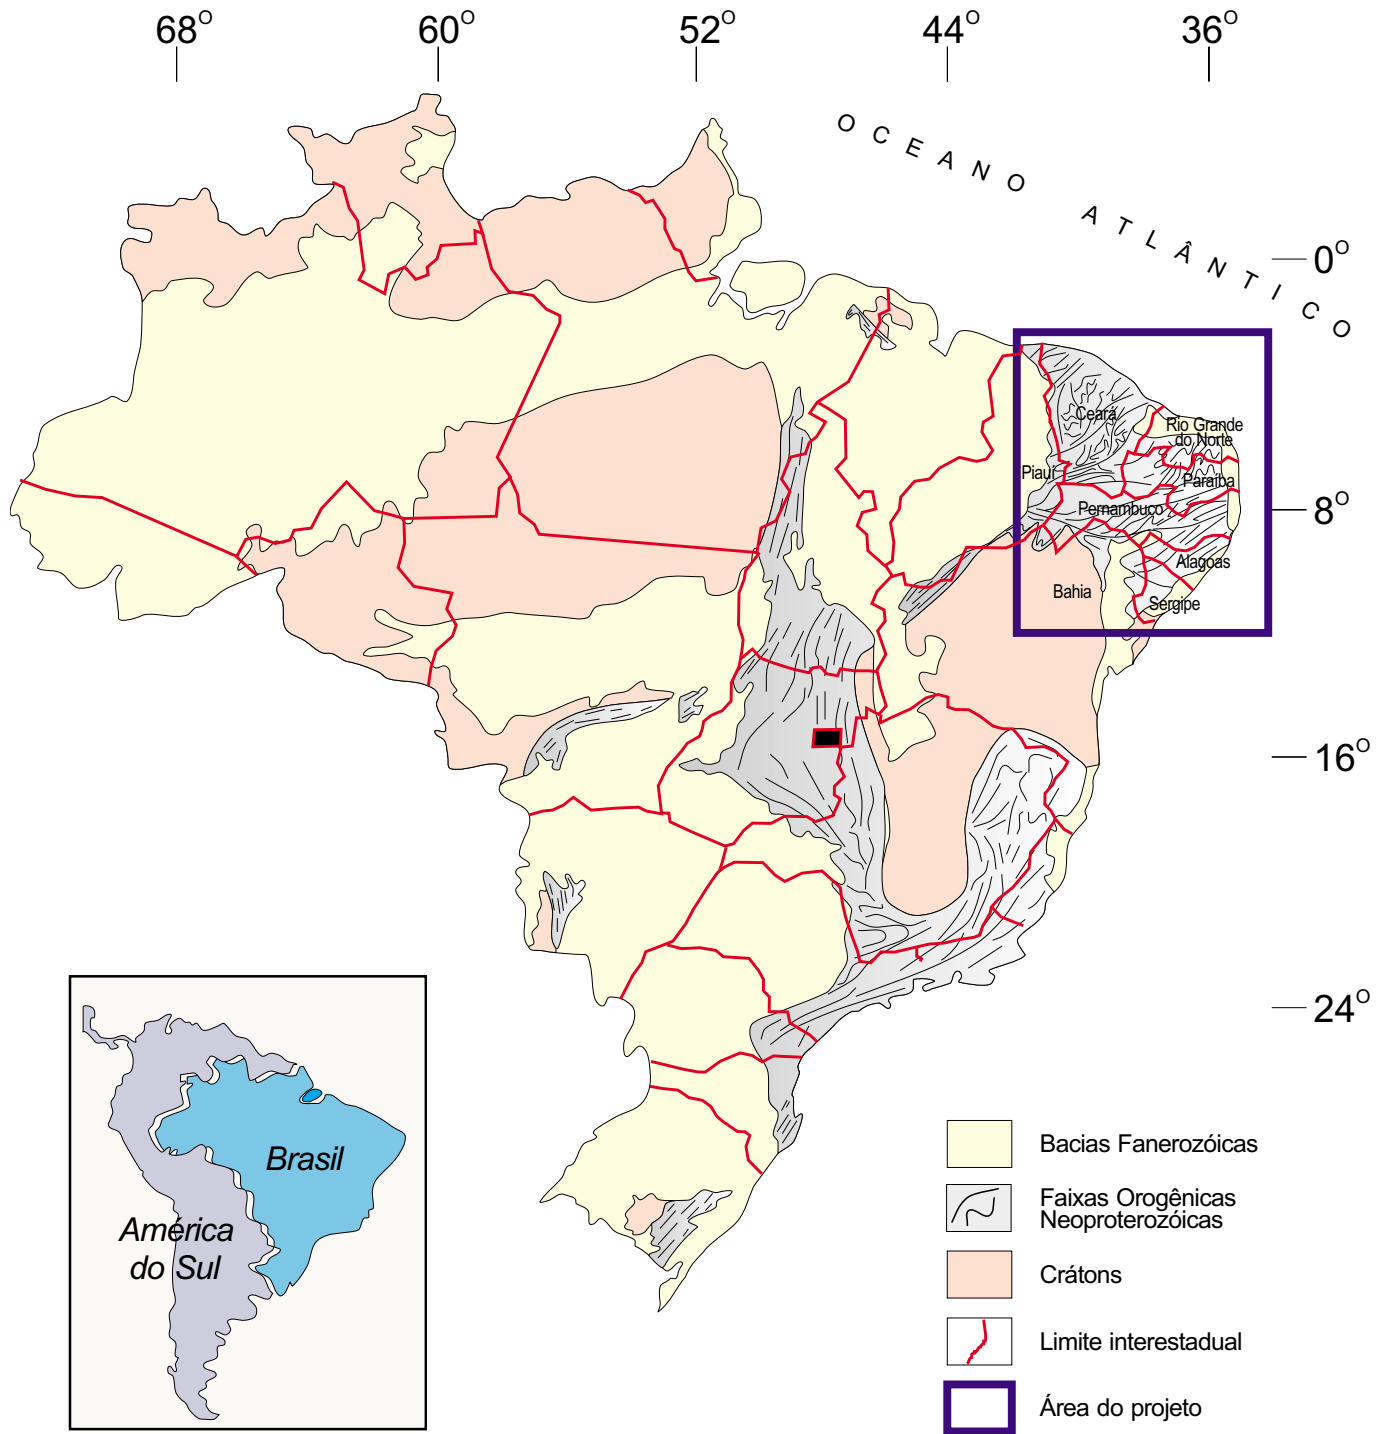 68°
60°
52°
44°
36°
OCEANO ATLÂNTICO
0°
8°
16°
24°
Ceará
Rio Grande
do Norte
Piauí
Paraíba
Pernambuco
Alagoas
Bahia
Sergipe
Brasil
América
do Sul
Bacias Fanerozóicas
Faixas Orogênicas
Neoproterozóicas
Crátons
Limite interestadual
Área do projeto